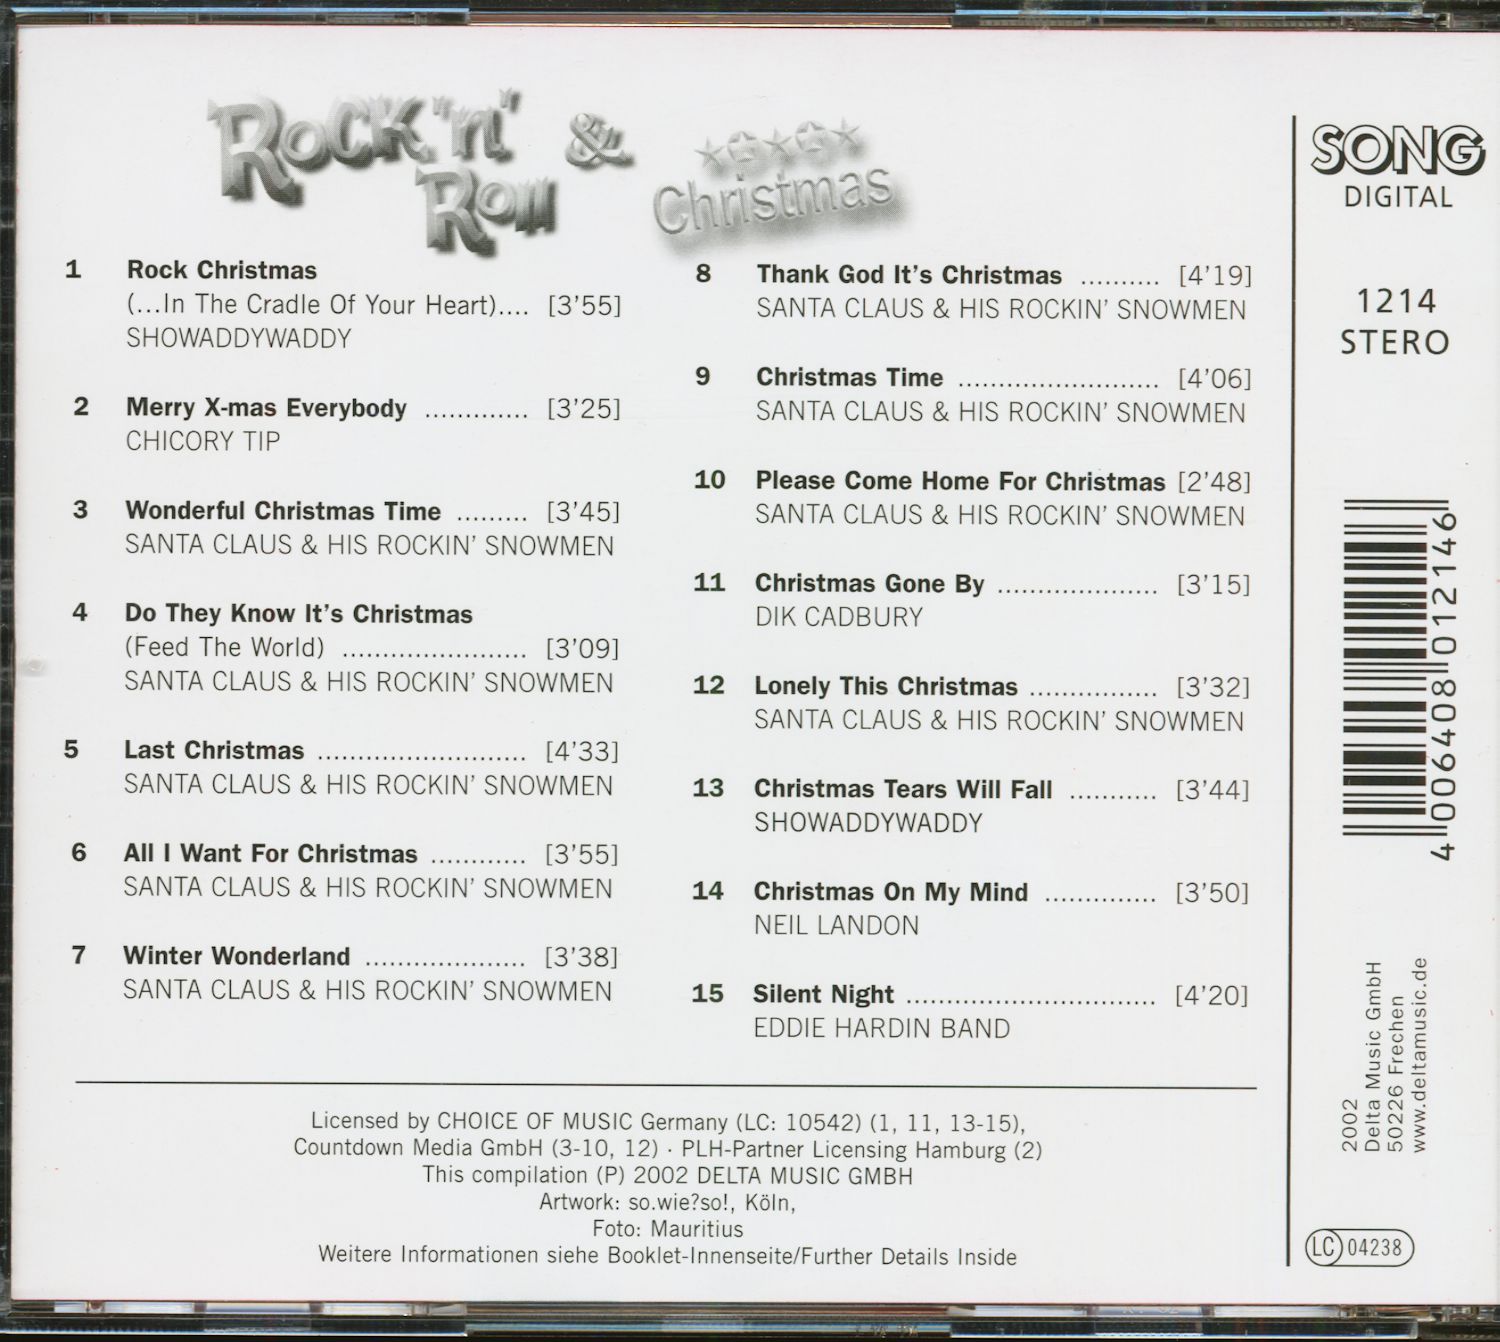 Rock "n" Roll & Christmas
1 Rock Christmas
(...In The Cradle Of Your Heart).... [3'55]
SHOWADDYWADDY
2 Merry X-mas Everybody ............. [3'25]
CHICORY TIP
3 Wonderful Christmas Time ......... [3'45]
SANTA CLAUS & HIS ROCKIN' SNOWMEN
4 Do They Know It's Christmas
(Feed The World) ....................... [3'09]
SANTA CLAUS & HIS ROCKIN' SNOWMEN
5 Last Christmas .......................... [4'33]
SANTA CLAUS & HIS ROCKIN' SNOWMEN
6 All I Want For Christmas ............ [3'55]
SANTA CLAUS & HIS ROCKIN' SNOWMEN
7 Winter Wonderland .................... [3'38]
SANTA CLAUS & HIS ROCKIN' SNOWMEN
8 Thank God It's Christmas .......... [4'19]
SANTA CLAUS & HIS ROCKIN' SNOWMEN
9 Christmas Time ......................... [4'06]
SANTA CLAUS & HIS ROCKIN' SNOWMEN
10 Please Come Home For Christmas [2'48]
SANTA CLAUS & HIS ROCKIN' SNOWMEN
11 Christmas Gone By .................... [3'15]
DIK CADBURY
12 Lonely This Christmas ................ [3'32]
SANTA CLAUS & HIS ROCKIN' SNOWMEN
13 Christmas Tears Will Fall ........... [3'44]
SHOWADDYWADDY
14 Christmas On My Mind .............. [3'50]
NEIL LANDON
15 Silent Night ............................... [4'20]
EDDIE HARDIN BAND
Licensed by CHOICE OF MUSIC Germany (LC: 10542) (1, 11, 13-15),
Countdown Media GmbH (3-10, 12) · PLH-Partner Licensing Hamburg (2)
This compilation (P) 2002 DELTA MUSIC GMBH
Artwork: so.wie?so!, Köln,
Foto: Mauritius
Weitere Informationen siehe Booklet-Innenseite/Further Details Inside
SONG
DIGITAL
1214
STERO
4 006408 012146
2002
Delta Music GmbH
50226 Frechen
www.deltamusic.de
LC 04238